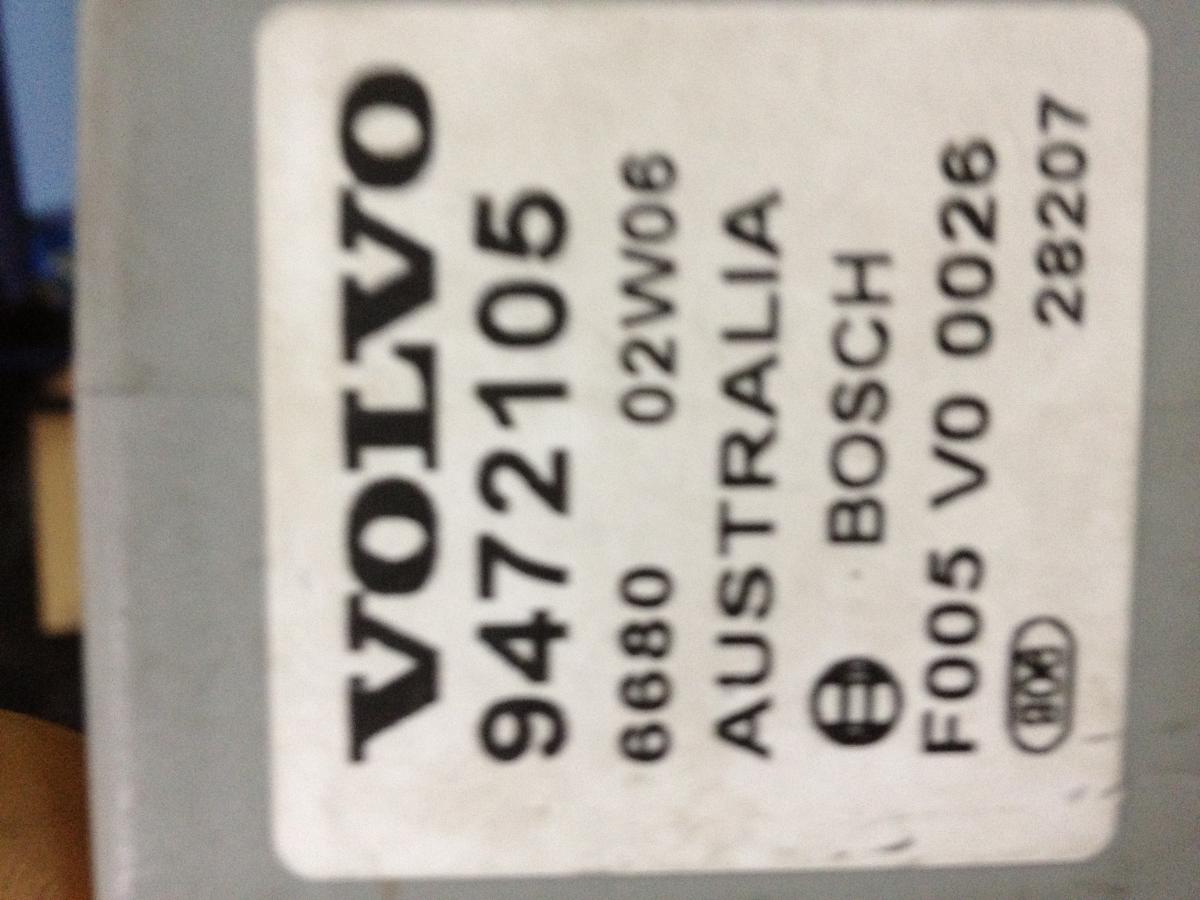 VOLVO
9472105
6680 02W06
AUSTRALIA
BOSCH
F005 V0 0026
28207